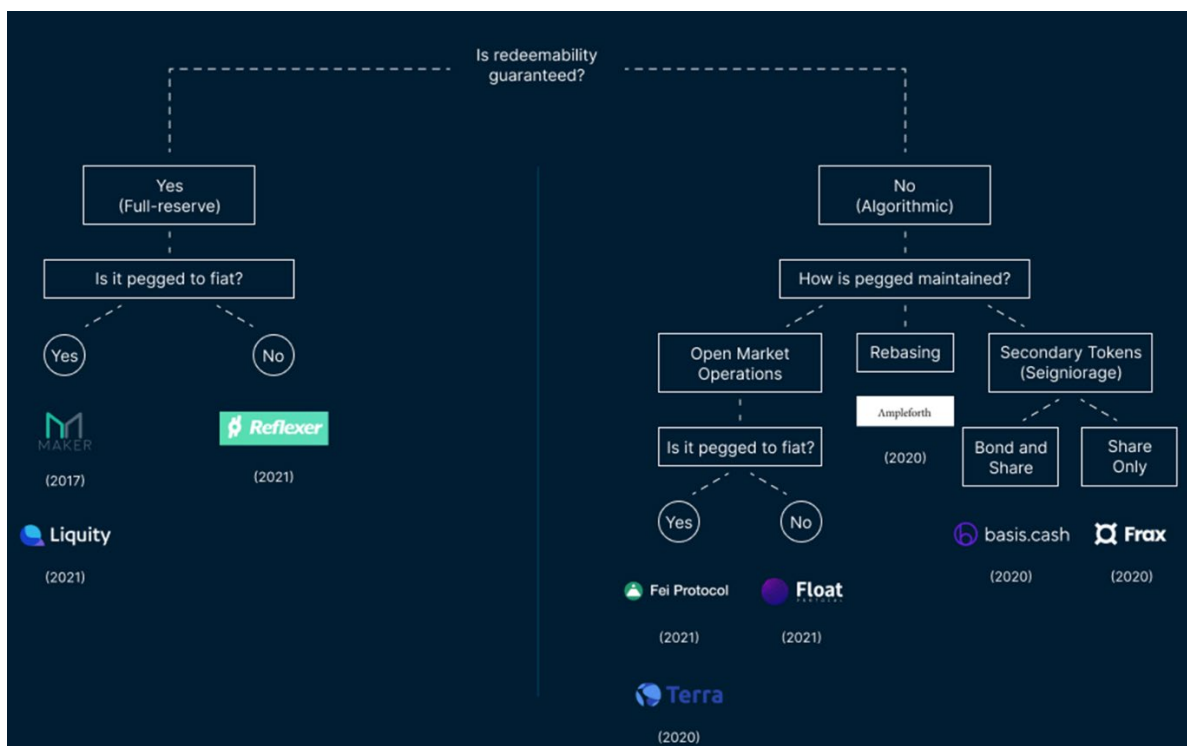 Is redeemability
guaranteed?
Yes
(Full-reserve)
No
(Algorithmic)
Is it pegged to fiat?
How is pegged maintained?
Yes
No
Open Market
Operations
Rebasing
Secondary Tokens
(Seigniorage)
MAKER
(2017)
Reflexer
(2021)
Liquity
(2021)
Is it pegged to fiat?
Yes
No
Fei Protocol
(2021)
Float
PROTOCOL
(2021)
Terra
(2020)
Ampleforth
(2020)
Bond and
Share
Share
Only
basis.cash
(2020)
Frax
(2020)